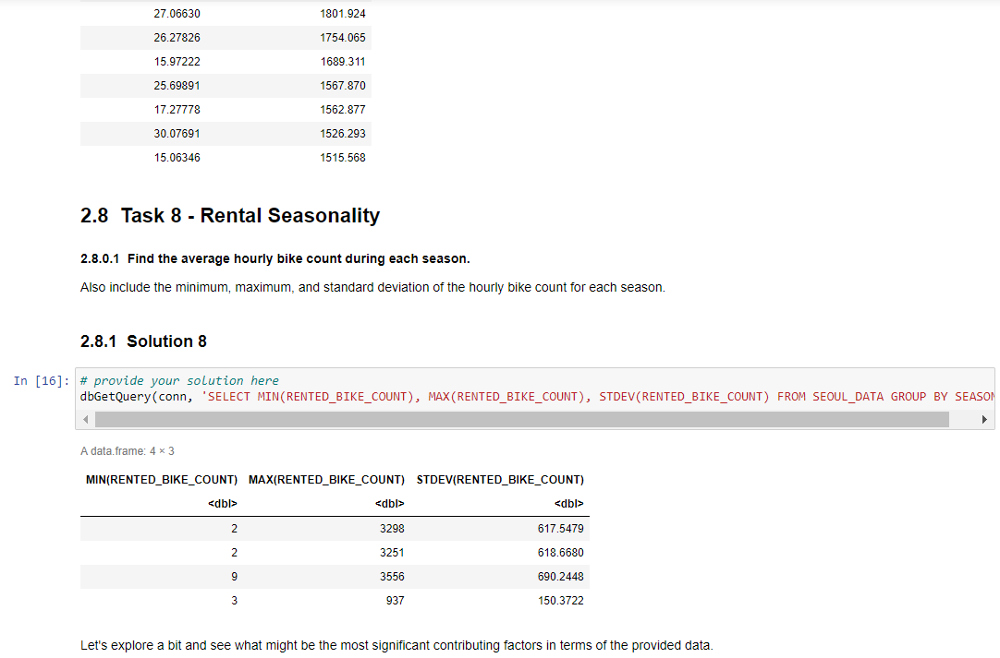 27.06630 1801.924
26.27826 1754.065
15.97222 1689.311
25.69891 1567.870
17.27778 1562.877
30.07691 1526.293
15.06346 1515.568
2.8 Task 8 - Rental Seasonality
2.8.0.1 Find the average hourly bike count during each season.
Also include the minimum, maximum, and standard deviation of the hourly bike count for each season.
2.8.1 Solution 8
In [16]: # provide your solution here
dbGetQuery(conn, 'SELECT MIN(RENTED_BIKE_COUNT), MAX(RENTED_BIKE_COUNT), STDEV(RENTED_BIKE_COUNT) FROM SEOUL_DATA GROUP BY SEASON
A data.frame: 4 × 3
MIN(RENTED_BIKE_COUNT) MAX(RENTED_BIKE_COUNT) STDEV(RENTED_BIKE_COUNT)
<dbl> <dbl> <dbl>
2 3298 617.5479
2 3251 618.6680
9 3556 690.2448
3 937 150.3722
Let's explore a bit and see what might be the most significant contributing factors in terms of the provided data.